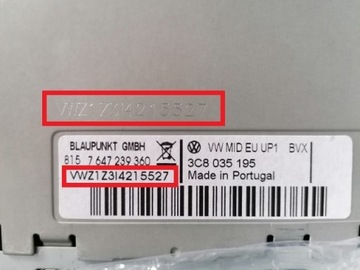 VWZ1Z3I4215527
BLAUPUNKT GMBH
815 7 647 239 360
VWZ1Z3I4215527
VW MID EU UP1 BVX
3C8 035 195
Made in Portugal